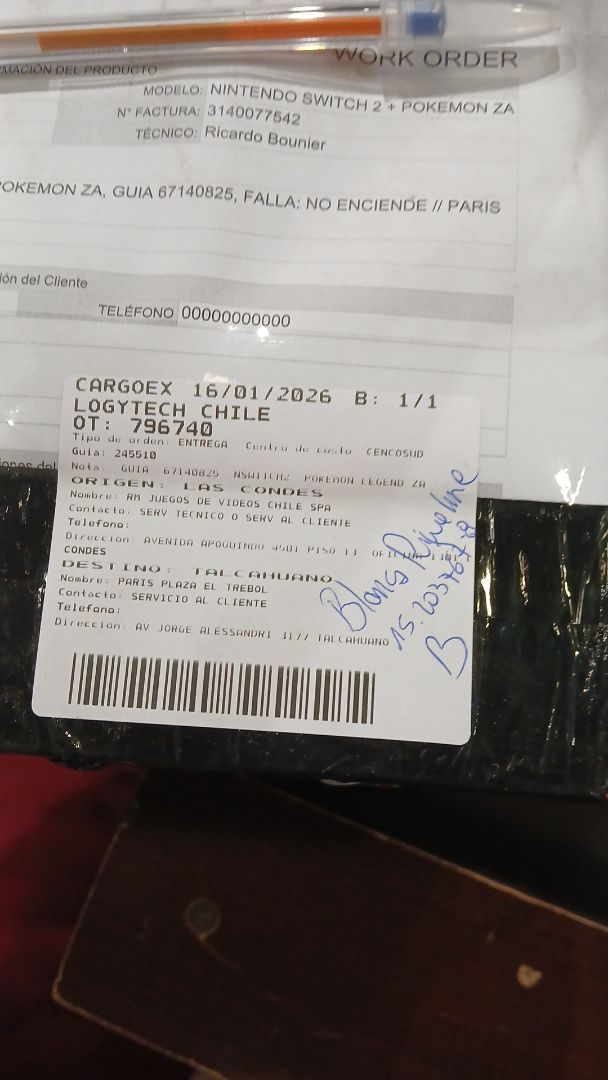 WORK ORDER
RMACIÓN DEL PRODUCTO
MODELO: NINTENDO SWITCH 2 + POKEMON ZA
N° FACTURA: 3140077542
TÉCNICO: Ricardo Bounier
POKEMON ZA, GUIA 67140825, FALLA: NO ENCIENDE // PARIS
ión del Cliente
TELÉFONO 00000000000
iones del
CARGOEX 16/01/2026 B: 1/1
LOGYTECH CHILE
OT: 796740
Tipo de orden: ENTREGA Centro de costo CENCOSUD
Guia: 245510
Nota: GUIA 67140825 NSWITCH2 POKEMON LEGEND ZA
ORIGEN: LAS CONDES
Nombre: RM JUEGOS DE VIDEOS CHILE SPA
Contacto: SERV TECNICO O SERV AL CLIENTE
Telefono:
Direccion: AVENIDA APOQUINDO 4501 PISO 13
CONDES
DESTINO: TALCAHUANO
Nombre: PARIS PLAZA EL TREBOL
Contacto: SERVICIO AL CLIENTE
Telefono:
Direccion: AV JORGE ALESSANDRI 3177 TALCAHUANO
B